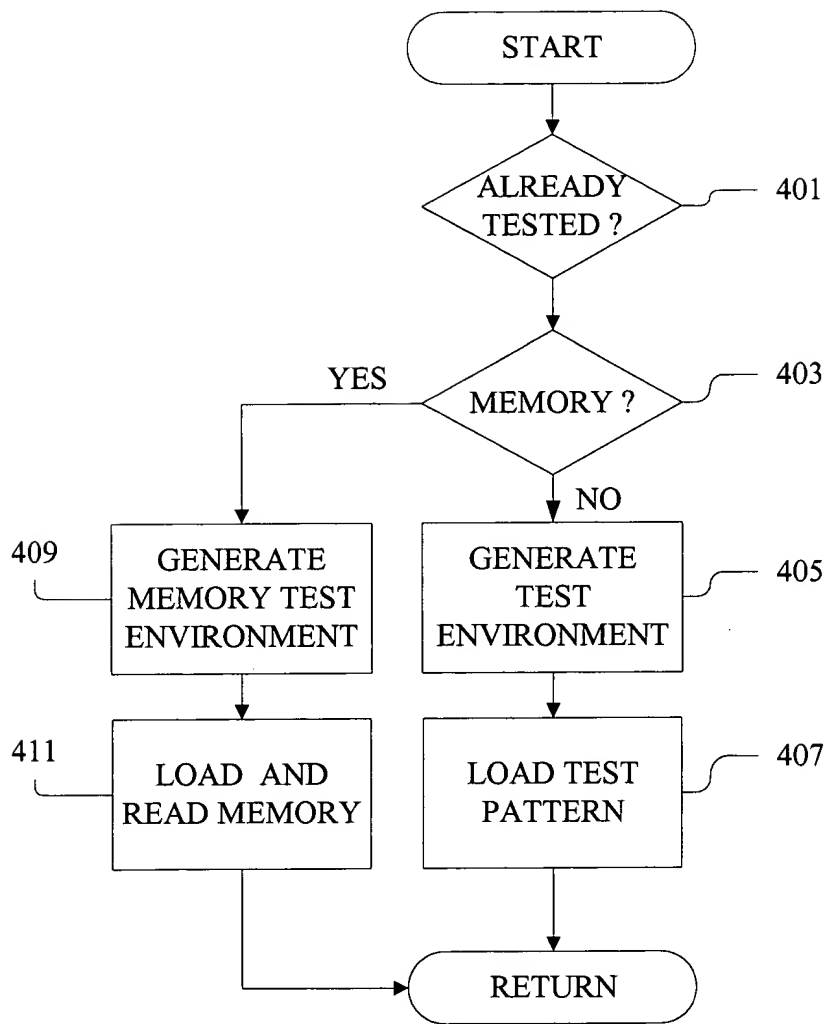 START
ALREADY
TESTED ?
401
MEMORY ?
403
YES
NO
409
GENERATE
MEMORY TEST
ENVIRONMENT
GENERATE
TEST
ENVIRONMENT
405
411
LOAD AND
READ MEMORY
LOAD TEST
PATTERN
407
RETURN